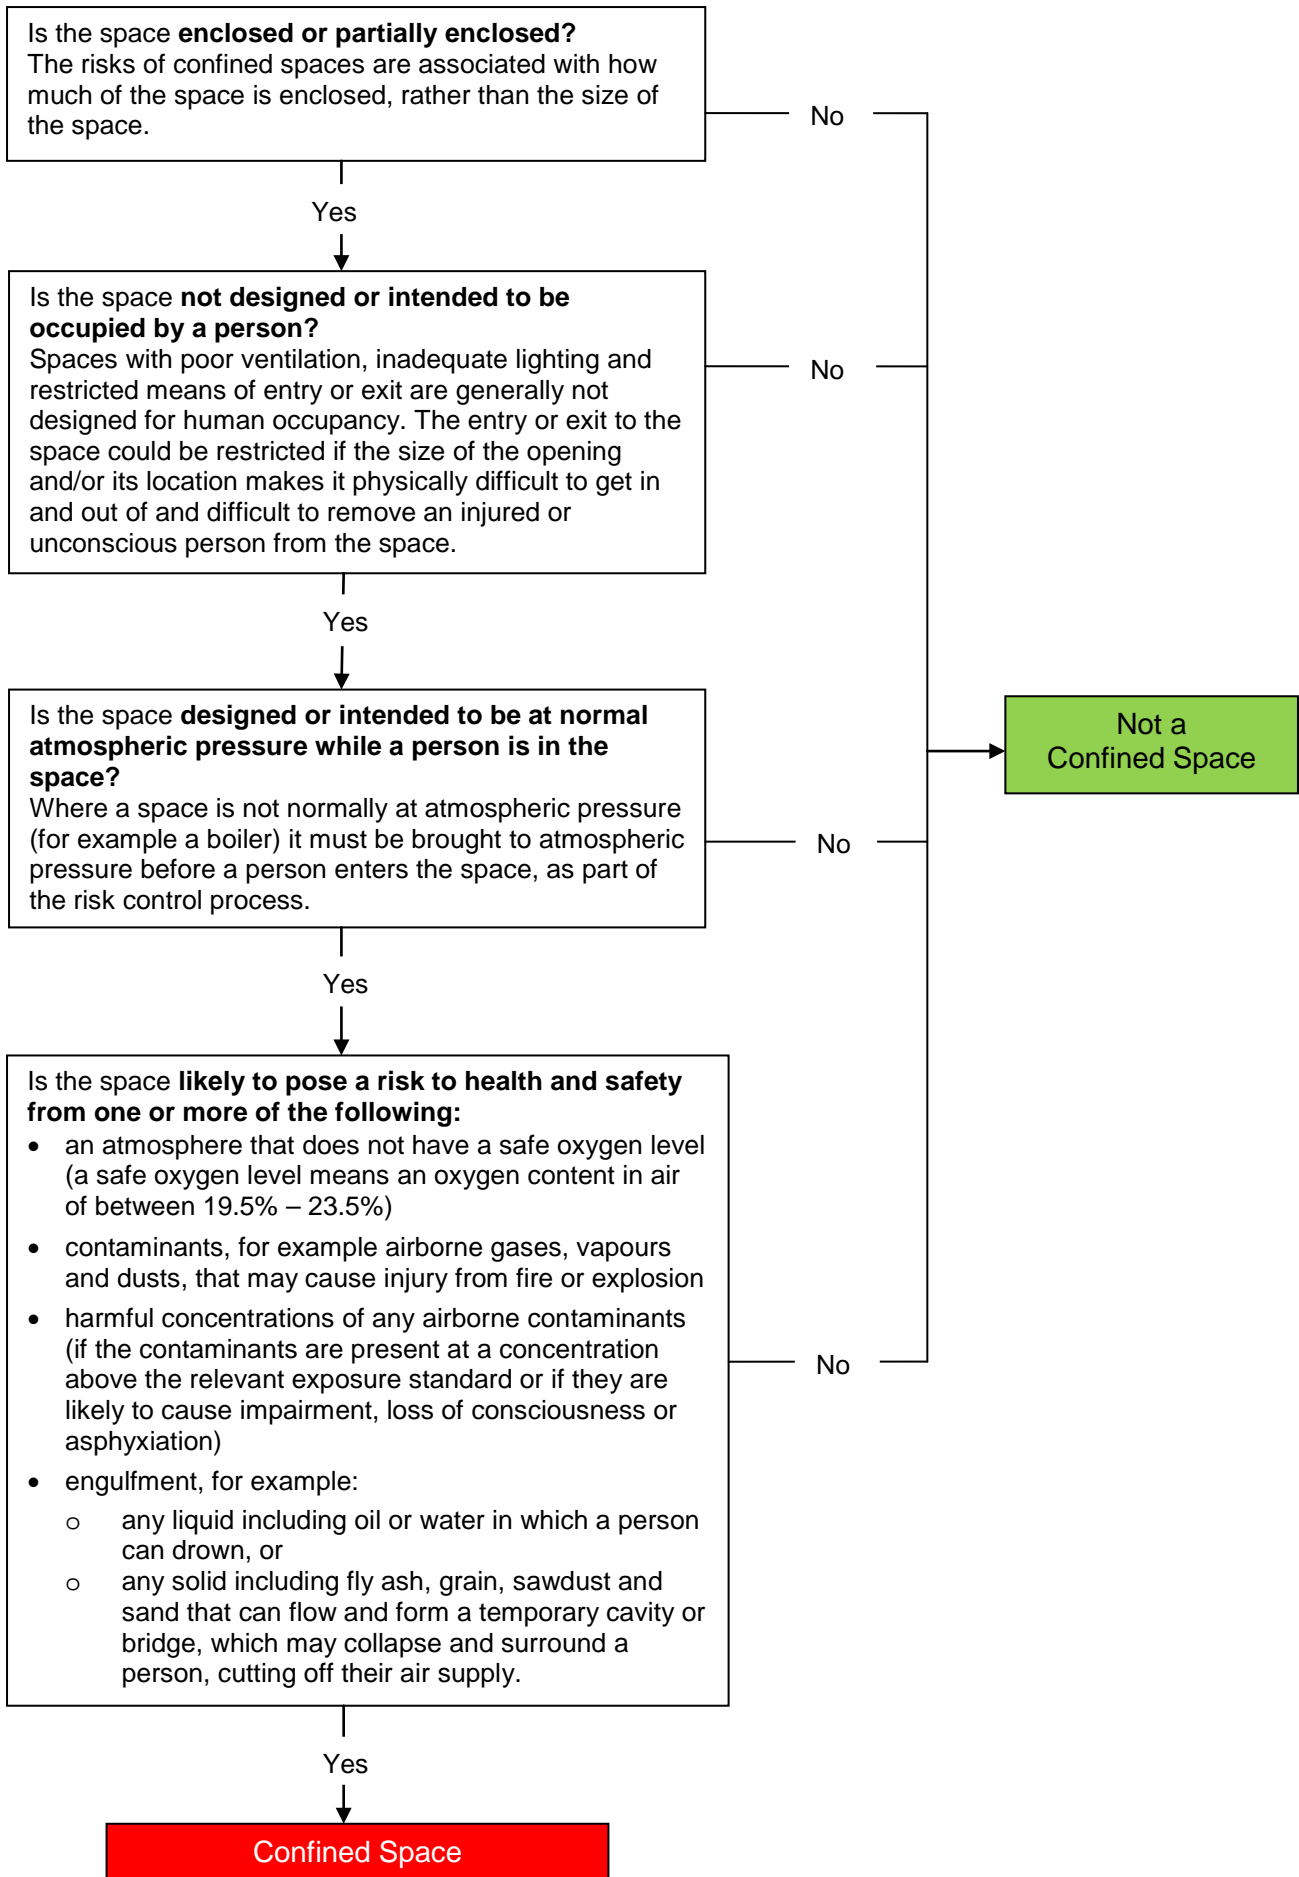 Is the space enclosed or partially enclosed?
The risks of confined spaces are associated with how
much of the space is enclosed, rather than the size of
the space.
No
Yes
Is the space not designed or intended to be
occupied by a person?
Spaces with poor ventilation, inadequate lighting and
restricted means of entry or exit are generally not
designed for human occupancy. The entry or exit to the
space could be restricted if the size of the opening
and/or its location makes it physically difficult to get in
and out of and difficult to remove an injured or
unconscious person from the space.
No
Yes
Is the space designed or intended to be at normal
atmospheric pressure while a person is in the
space?
Where a space is not normally at atmospheric pressure
(for example a boiler) it must be brought to atmospheric
pressure before a person enters the space, as part of
the risk control process.
Not a
Confined Space
No
Yes
Is the space likely to pose a risk to health and safety
from one or more of the following:
• an atmosphere that does not have a safe oxygen level
(a safe oxygen level means an oxygen content in air
of between 19.5% – 23.5%)
• contaminants, for example airborne gases, vapours
and dusts, that may cause injury from fire or explosion
• harmful concentrations of any airborne contaminants
(if the contaminants are present at a concentration
above the relevant exposure standard or if they are
likely to cause impairment, loss of consciousness or
asphyxiation)
• engulfment, for example:
o any liquid including oil or water in which a person
can drown, or
o any solid including fly ash, grain, sawdust and
sand that can flow and form a temporary cavity or
bridge, which may collapse and surround a
person, cutting off their air supply.
No
Yes
Confined Space